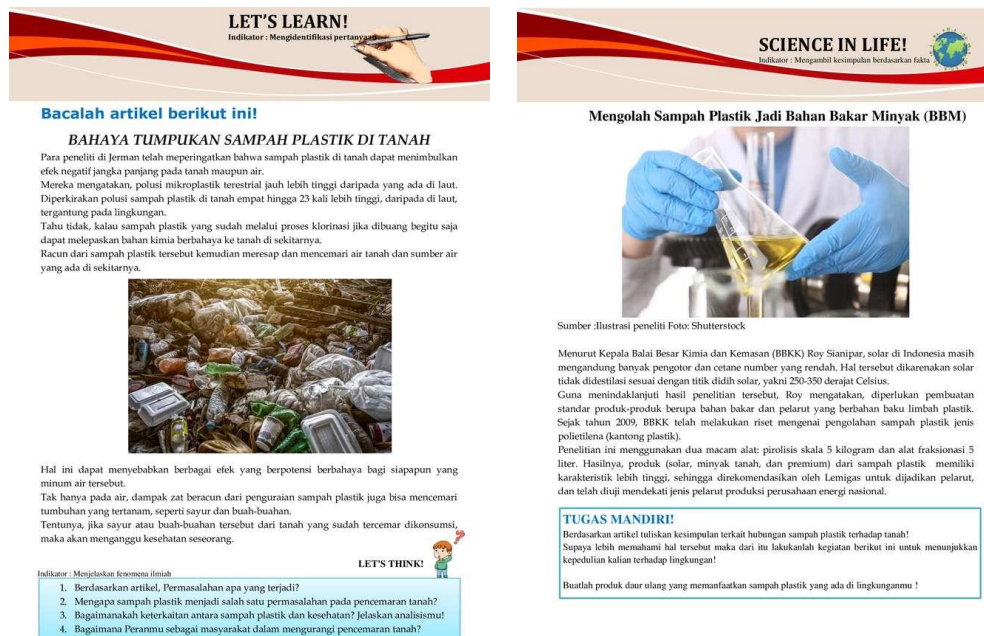 LET'S LEARN!
Indikator : Mengidentifikasi pertanyaan
Bacalah artikel berikut ini!
BAHAYA TUMPUKAN SAMPAH PLASTIK DI TANAH
Para peneliti di Jerman telah meperingatkan bahwa sampah plastik di tanah dapat menimbulkan
efek negatif jangka panjang pada tanah maupun air.
Mereka mengatakan, polusi mikroplastik terestrial jauh lebih tinggi daripada yang ada di laut.
Diperkirakan polusi sampah plastik di tanah empat hingga 23 kali lebih tinggi, daripada di laut,
tergantung pada lingkungan.
Tahu tidak, kalau sampah plastik yang sudah melalui proses klorinasi jika dibuang begitu saja
dapat melepaskan bahan kimia berbahaya ke tanah di sekitarnya.
Racun dari sampah plastik tersebut kemudian meresap dan mencemari air tanah dan sumber air
yang ada di sekitarnya.
Hal ini dapat menyebabkan berbagai efek yang berpotensi berbahaya bagi siapapun yang
minum air tersebut.
Tak hanya pada air, dampak zat beracun dari penguraian sampah plastik juga bisa mencemari
tumbuhan yang tertanam, seperti sayur dan buah-buahan.
Tentunya, jika sayur atau buah-buahan tersebut dari tanah yang sudah tercemar dikonsumsi,
maka akan menganggu kesehatan seseorang.
LET'S THINK!
Indikator : Menjelaskan fenomena ilmiah
1. Berdasarkan artikel, Permasalahan apa yang terjadi?
2. Mengapa sampah plastik menjadi salah satu permasalahan pada pencemaran tanah?
3. Bagaimanakah keterkaitan antara sampah plastik dan kesehatan? Jelaskan analisismu!
4. Bagaimana Peranmu sebagai masyarakat dalam mengurangi pencemaran tanah?
SCIENCE IN LIFE!
Indikator : Mengambil kesimpulan berdasarkan fakta
Mengolah Sampah Plastik Jadi Bahan Bakar Minyak (BBM)
Sumber :Ilustrasi peneliti Foto: Shutterstock
Menurut Kepala Balai Besar Kimia dan Kemasan (BBKK) Roy Sianipar, solar di Indonesia masih
mengandung banyak pengotor dan cetane number yang rendah. Hal tersebut dikarenakan solar
tidak didestilasi sesuai dengan titik didih solar, yakni 250-350 derajat Celsius.
Guna menindaklanjuti hasil penelitian tersebut, Roy mengatakan, diperlukan pembuatan
standar produk-produk berupa bahan bakar dan pelarut yang berbahan baku limbah plastik.
Sejak tahun 2009, BBKK telah melakukan riset mengenai pengolahan sampah plastik jenis
polietilena (kantong plastik).
Penelitian ini menggunakan dua macam alat: pirolisis skala 5 kilogram dan alat fraksionasi 5
liter. Hasilnya, produk (solar, minyak tanah, dan premium) dari sampah plastik memiliki
karakteristik lebih tinggi, sehingga direkomendasikan oleh Lemigas untuk dijadikan pelarut,
dan telah diuji mendekati jenis pelarut produksi perusahaan energi nasional.
TUGAS MANDIRI!
Berdasarkan artikel tuliskan kesimpulan terkait hubungan sampah plastik terhadap tanah!
Supaya lebih memahami hal tersebut maka dari itu lakukanlah kegiatan berikut ini untuk menunjukkan
kepedulian kalian terhadap lingkungan!
Buatlah produk daur ulang yang memanfaatkan sampah plastik yang ada di lingkunganmu !